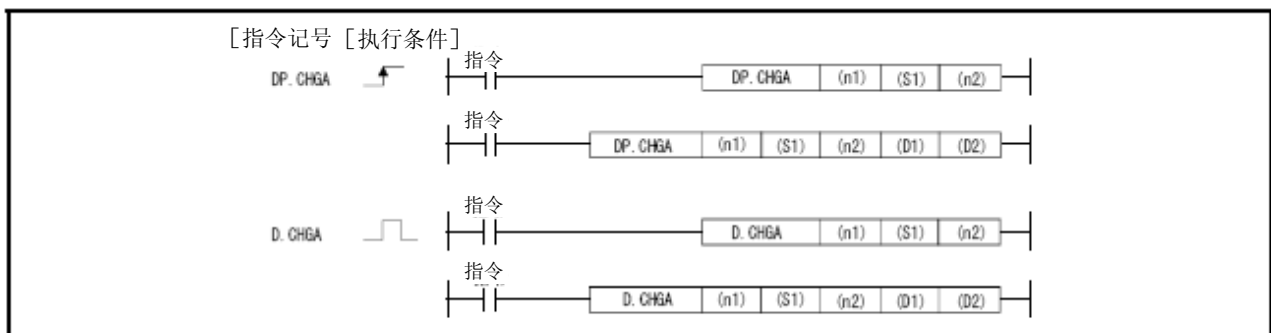 [指令记号 [执行条件]
指令
DP. CHGA DP. CHGA (n1) (S1) (n2)
指令
DP. CHGA (n1) (S1) (n2) (D1) (D2)
指令
D. CHGA D. CHGA (n1) (S1) (n2)
指令
D. CHGA (n1) (S1) (n2) (D1) (D2)